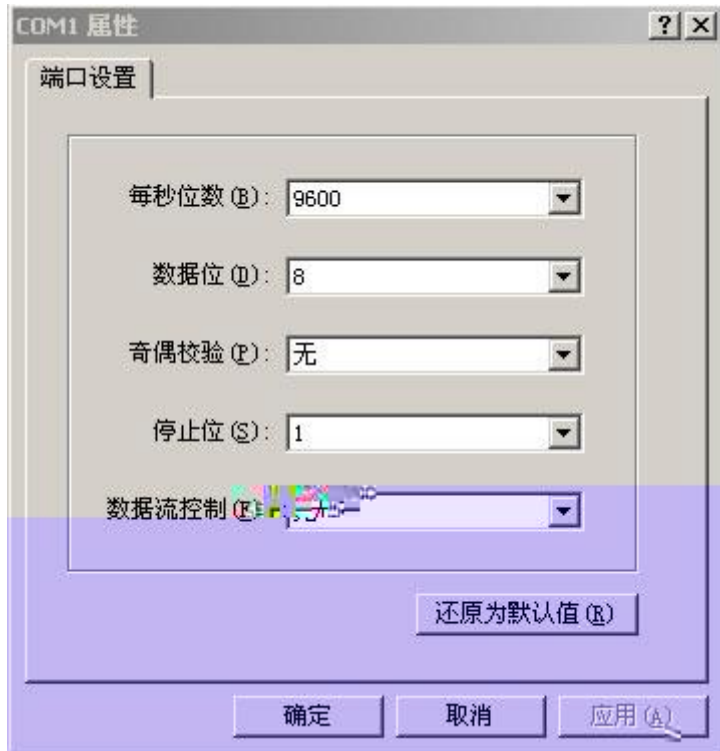 COM1 属性
端口设置
每秒位数(B): 9600
数据位(D): 8
奇偶校验(P): 无
停止位(S): 1
数据流控制(F)
还原为默认值(R)
确定 取消 应用(A)